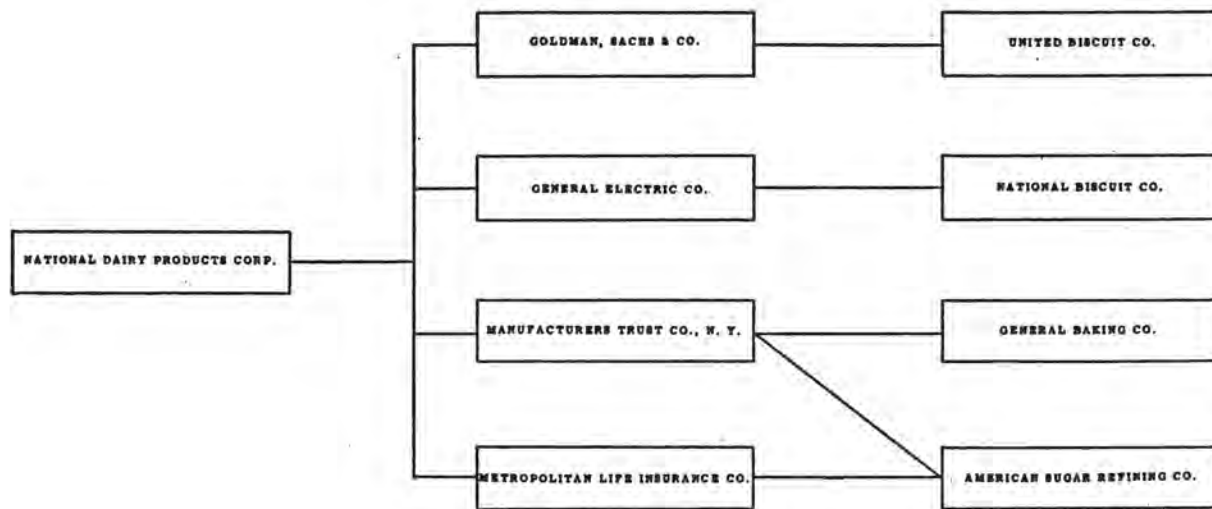 GOLDMAN, SACHS & CO.
UNITED BISCUIT CO.
GENERAL ELECTRIC CO.
NATIONAL BISCUIT CO.
NATIONAL DAIRY PRODUCTS CORP.
MANUFACTURERS TRUST CO., N. Y.
GENERAL BAKING CO.
METROPOLITAN LIFE INSURANCE CO.
AMERICAN SUGAR REFINING CO.